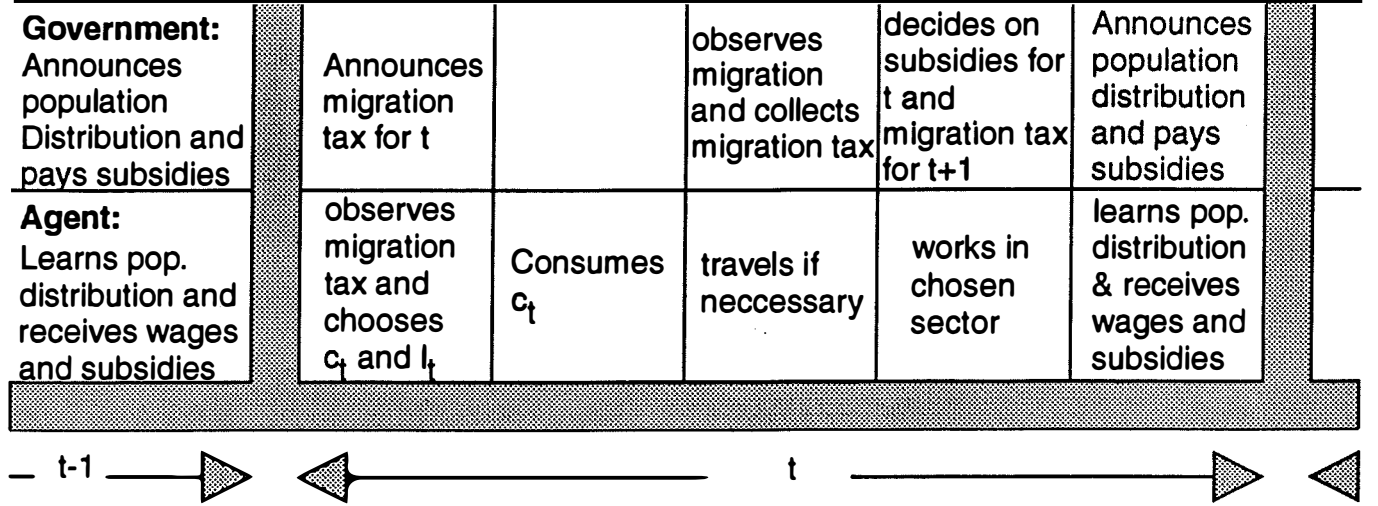 Government:
Announces
population
Distribution and
pays subsidies
Announces
migration
tax for t
observes
migration
and collects
migration tax
decides on
subsidies for
t and
migration tax
for t+1
Announces
population
distribution
and pays
subsidies
Agent:
Learns pop.
distribution and
receives wages
and subsidies
observes
migration
tax and
chooses
c_t and l_t
Consumes
c_t
travels if
neccessary
works in
chosen
sector
learns pop.
distribution
& receives
wages and
subsidies
t-1
t